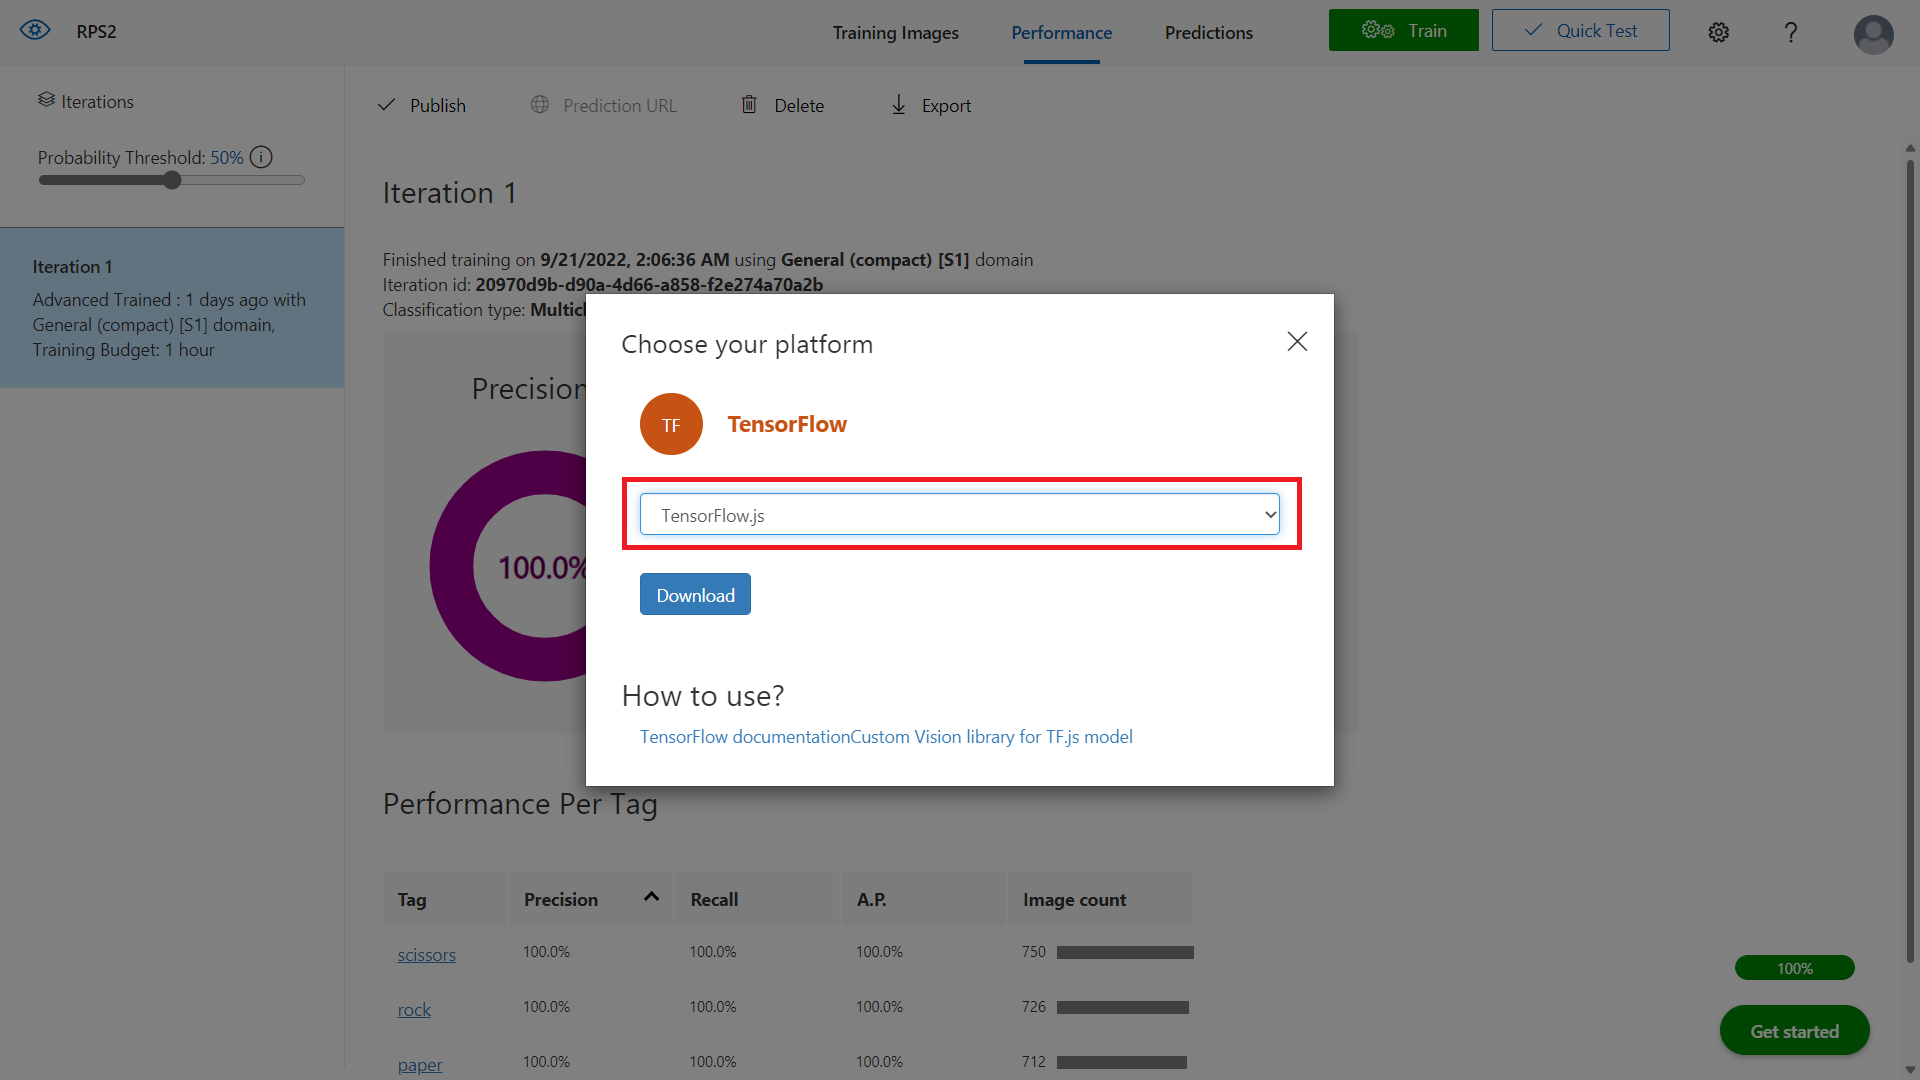 RPS2
Training Images
Performance
Predictions
Train
Quick Test
?
Iterations
Probability Threshold: 50%
Iteration 1
Advanced Trained : 1 days ago with
General (compact) [S1] domain,
Training Budget: 1 hour
Publish
Prediction URL
Delete
Export
Iteration 1
Finished training on 9/21/2022, 2:06:36 AM using General (compact) [S1] domain
Iteration id: 20970d9b-d90a-4d66-a858-f2e274a70a2b
Classification type:
Precision
100.0%
Choose your platform
TF
TensorFlow
TensorFlow.js
Download
How to use?
TensorFlow documentationCustom Vision library for TF.js model
Performance Per Tag
Tag Precision Recall A.P. Image count
scissors 100.0% 100.0% 100.0% 750
rock 100.0% 100.0% 100.0% 726
paper 100.0% 100.0% 100.0% 712
100%
Get started